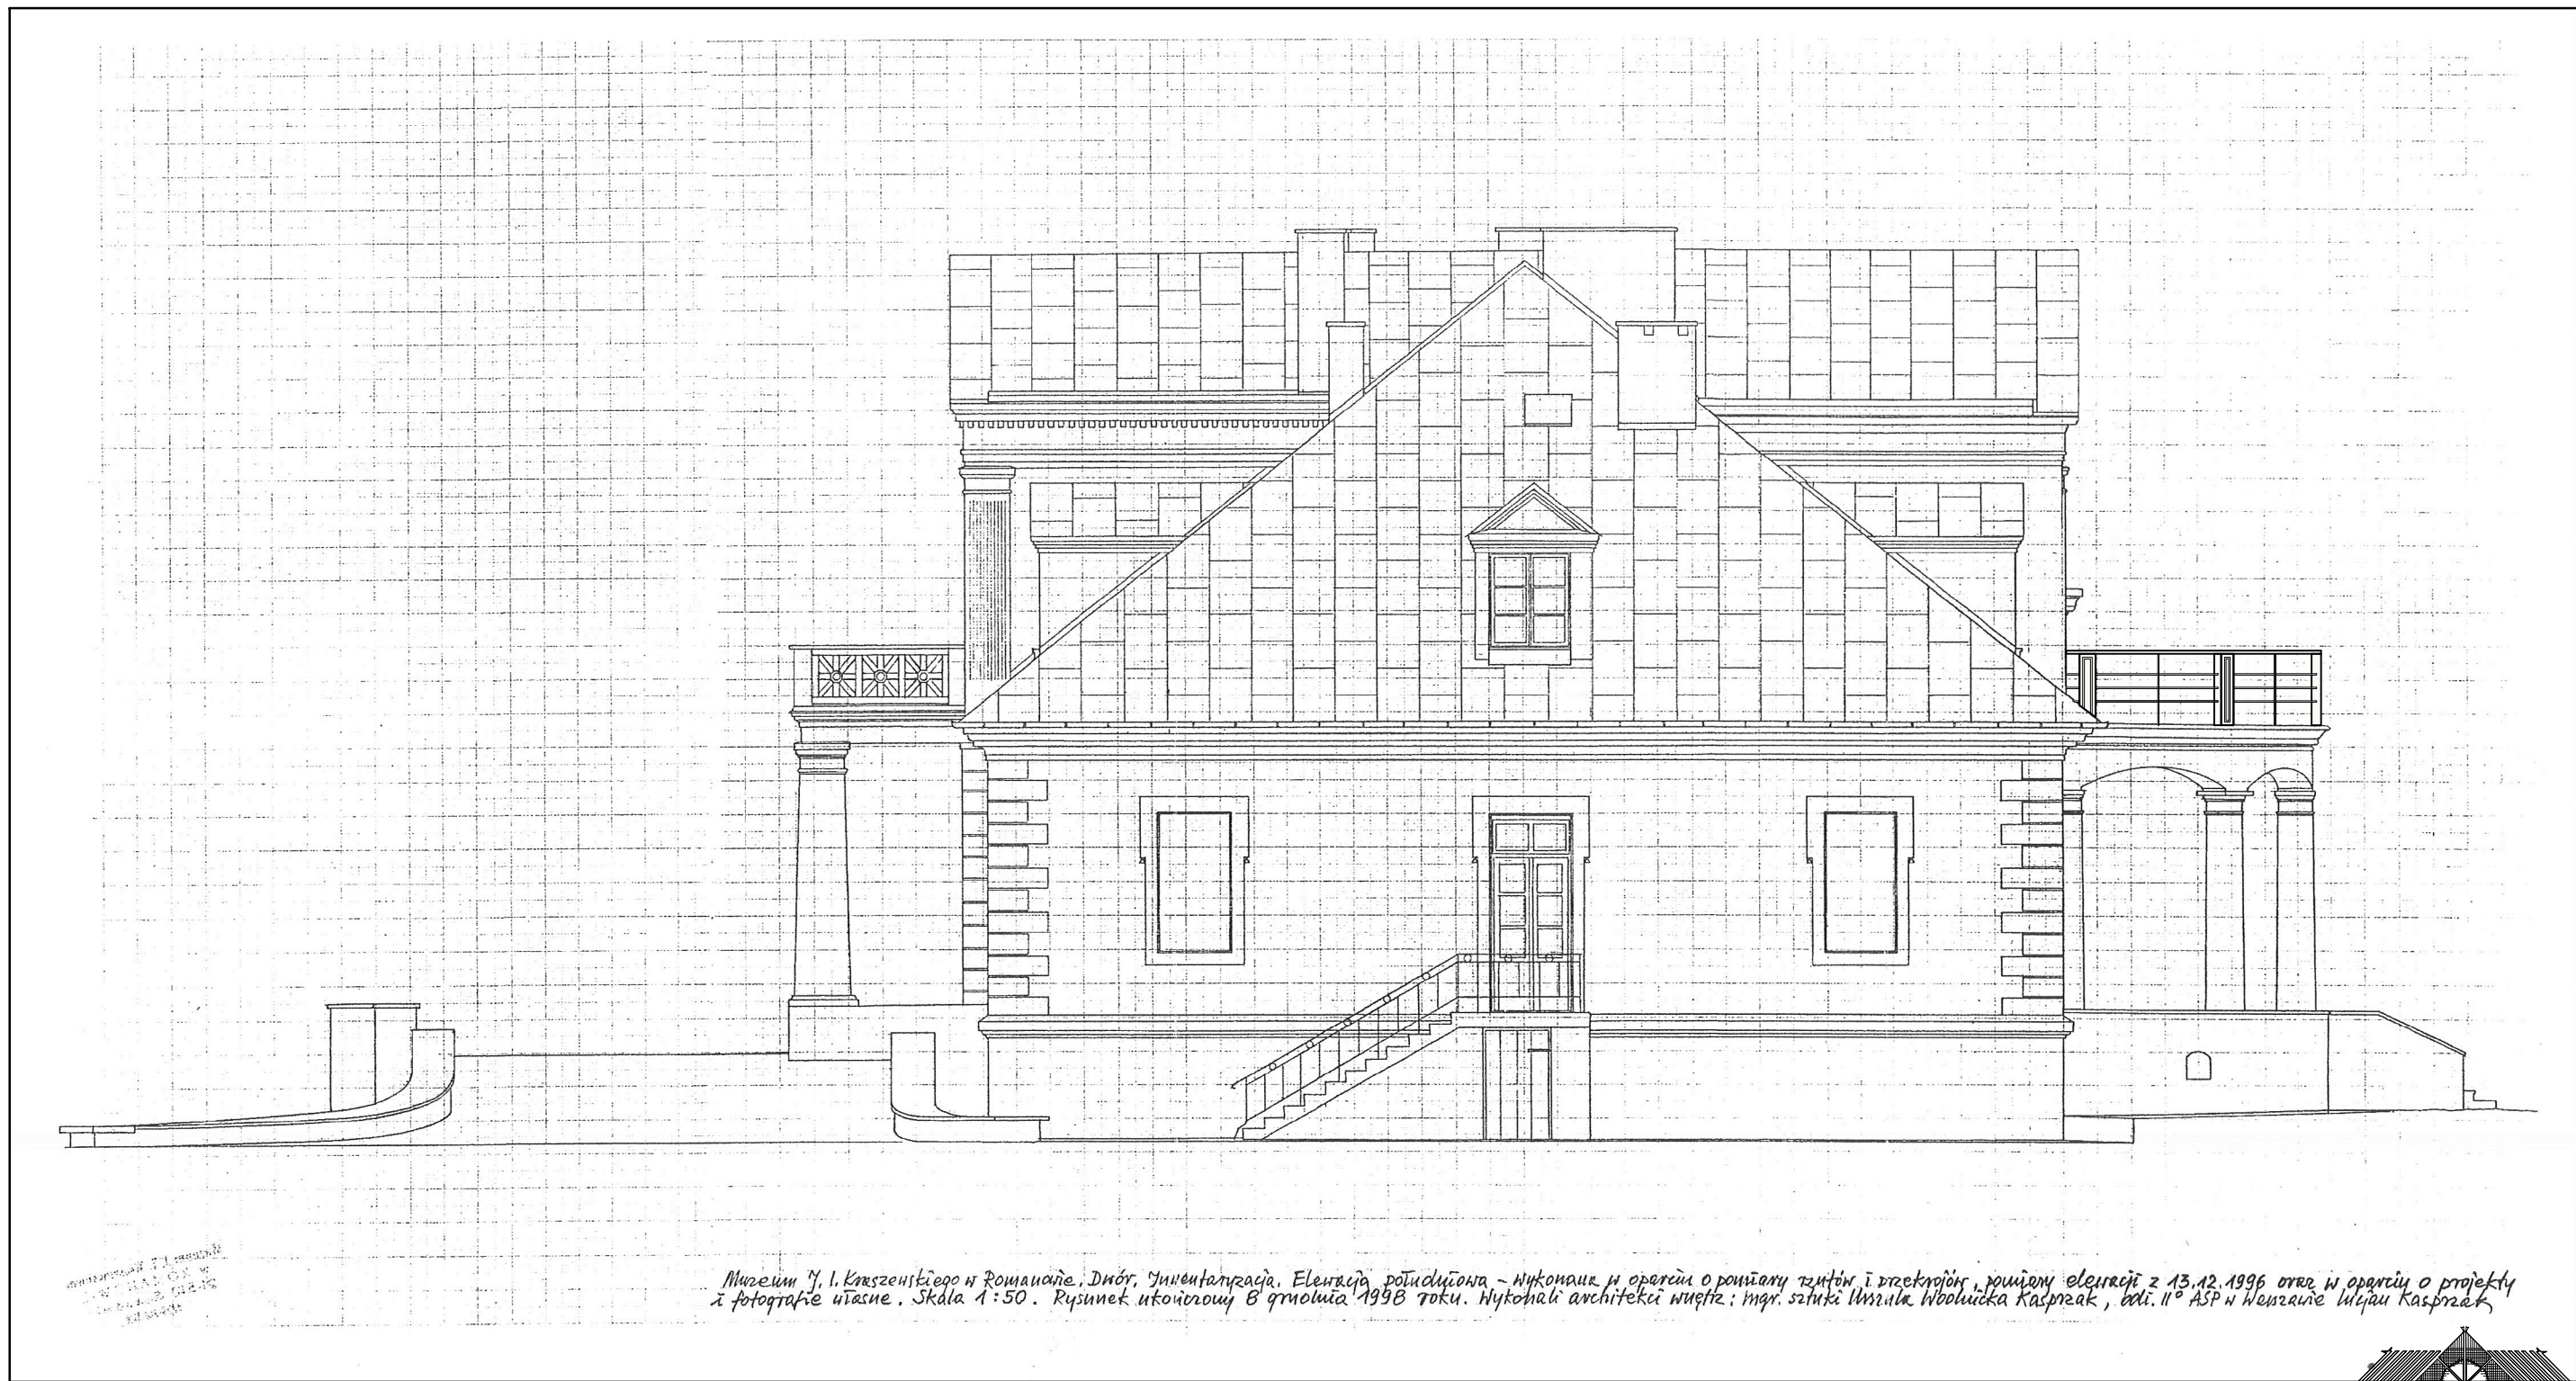 Muzeum J. I. Kraszewskiego w Romanowie. Dwór. Inwentaryzacja. Elewacja południowa - wykonana w oparciu o pomiary rzutów i przekrojów, pomiary elewacji z 13.12.1996 oraz w oparciu o projekty
i fotografie własne. Skala 1:50. Rysunek ukończony 8 grudnia 1998 roku. Wykonali architekci wnętrz: mgr. sztuki Urszula Woolnicka Kasprzak, adi. II° ASP w Warszawie Lucjan Kasprzak